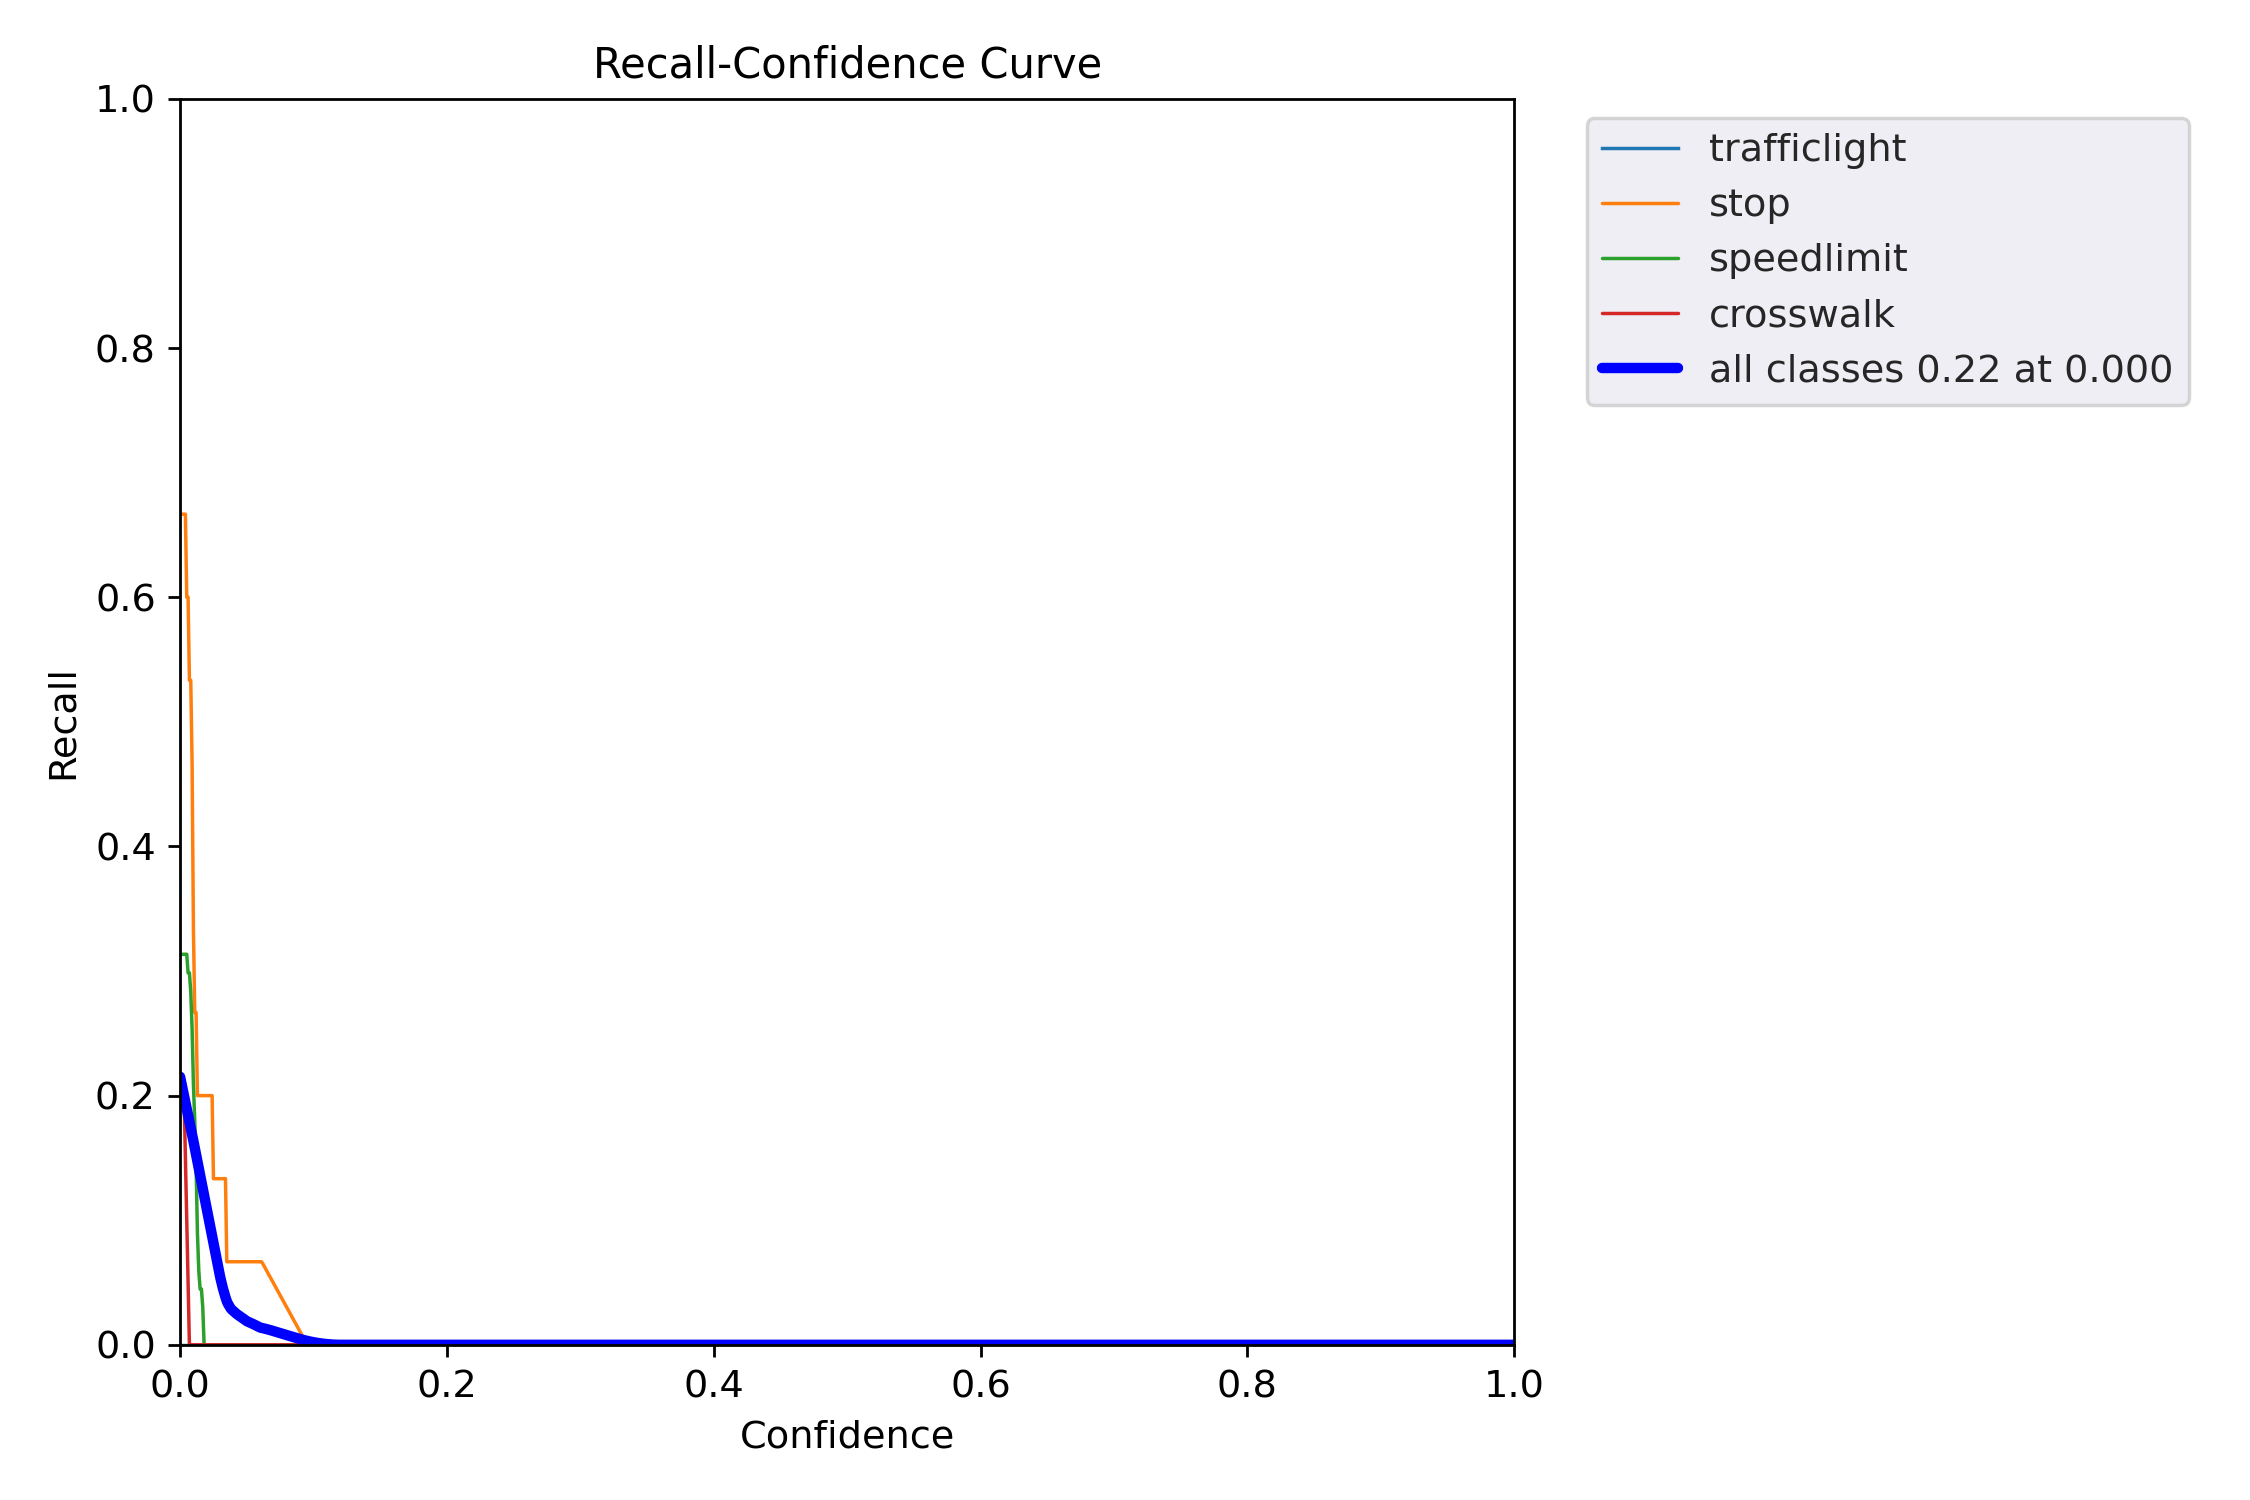 Recall-Confidence Curve
1.0
0.8
0.6
0.4
0.2
0.0
Recall
0.0 0.2 0.4 0.6 0.8 1.0
Confidence
trafficlight
stop
speedlimit
crosswalk
all classes 0.22 at 0.000